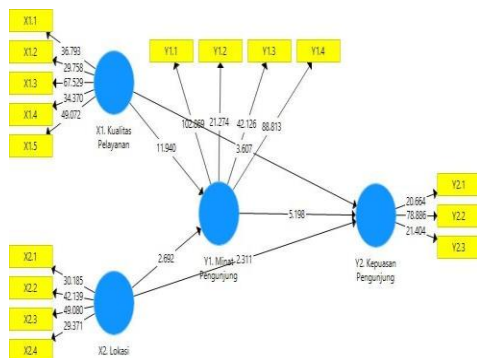 X1.1
X1.2
X1.3
X1.4
X1.5
36.793
29.758
67.529
34.370
49.072
X1. Kualitas
Pelayanan
Y1.1
Y1.2
Y1.3
Y1.4
102.869
21.274
42.126
88.813
3.607
11.940
Y1. Minat
Pengunjung
5.198
2.692
2.311
Y2.1
Y2.2
Y2.3
20.664
78.886
21.404
Y2. Kepuasan
Pengunjung
X2.1
X2.2
X2.3
X2.4
30.185
42.139
49.080
29.371
X2. Lokasi